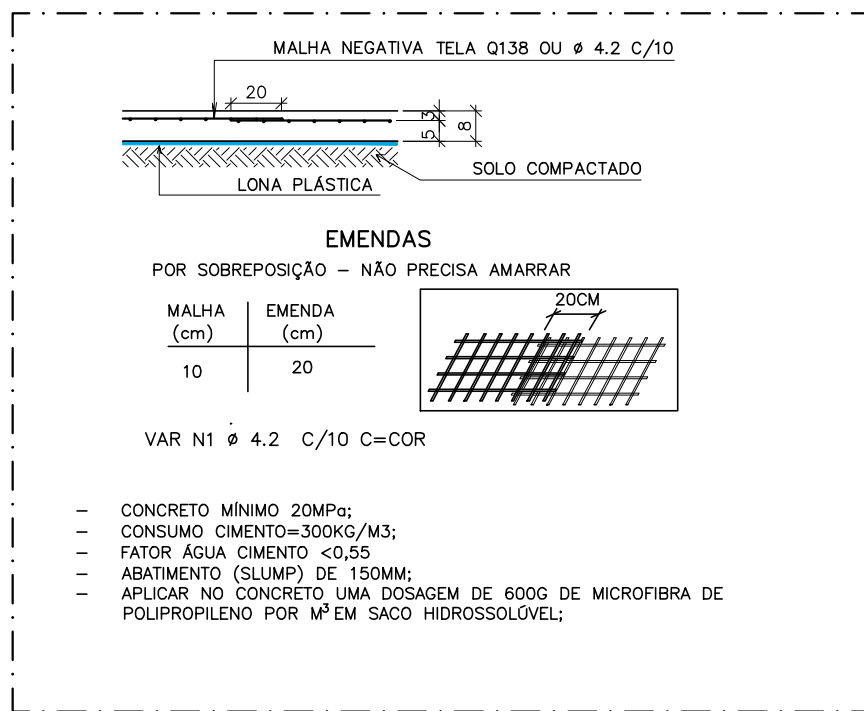 MALHA NEGATIVA TELA Q138 OU ø 4.2 C/10
20
3
5
8
SOLO COMPACTADO
LONA PLÁSTICA
EMENDAS
POR SOBREPOSIÇÃO – NÃO PRECISA AMARRAR
MALHA (cm) EMENDA (cm)
10 20
20CM
VAR N1 ø 4.2 C/10 C=COR
– CONCRETO MÍNIMO 20MPa;
– CONSUMO CIMENTO=300KG/M3;
– FATOR ÁGUA CIMENTO <0,55
– ABATIMENTO (SLUMP) DE 150MM;
– APLICAR NO CONCRETO UMA DOSAGEM DE 600G DE MICROFIBRA DE
POLIPROPILENO POR M³ EM SACO HIDROSSOLÚVEL;